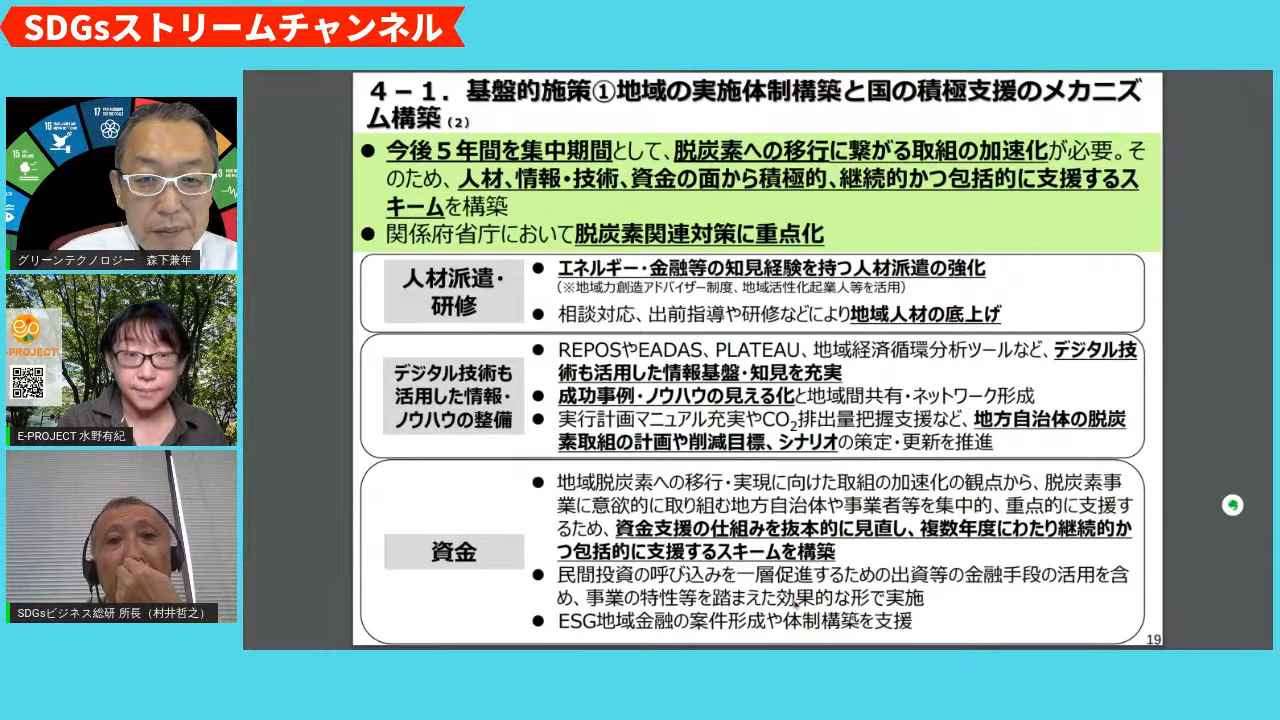 SDGsストリームチャンネル
17
16
15
グリーンテクノロジー 森下兼年
E-PROJECT
E-PROJECT 水野有紀
SDGsビジネス総研 所長（村井哲之）
４－１．基盤的施策①地域の実施体制構築と国の積極支援のメカニズ
ム構築（2）
● 今後５年間を集中期間として、脱炭素への移行に繋がる取組の加速化が必要。そ
のため、人材、情報・技術、資金の面から積極的、継続的かつ包括的に支援するス
キームを構築
● 関係府省庁において脱炭素関連対策に重点化
人材派遣・
研修
● エネルギー・金融等の知見経験を持つ人材派遣の強化
（※地域力創造アドバイザー制度、地域活性化起業人等を活用）
● 相談対応、出前指導や研修などにより地域人材の底上げ
デジタル技術も
活用した情報・
ノウハウの整備
● REPOSやEADAS、PLATEAU、地域経済循環分析ツールなど、デジタル技
術も活用した情報基盤・知見を充実
● 成功事例・ノウハウの見える化と地域間共有・ネットワーク形成
● 実行計画マニュアル充実やCO2排出量把握支援など、地方自治体の脱炭
素取組の計画や削減目標、シナリオの策定・更新を推進
資金
● 地域脱炭素への移行・実現に向けた取組の加速化の観点から、脱炭素事
業に意欲的に取り組む地方自治体や事業者等を集中的、重点的に支援す
るため、資金支援の仕組みを抜本的に見直し、複数年度にわたり継続的か
つ包括的に支援するスキームを構築
● 民間投資の呼び込みを一層促進するための出資等の金融手段の活用を含
め、事業の特性等を踏まえた効果的な形で実施
● ESG地域金融の案件形成や体制構築を支援
19